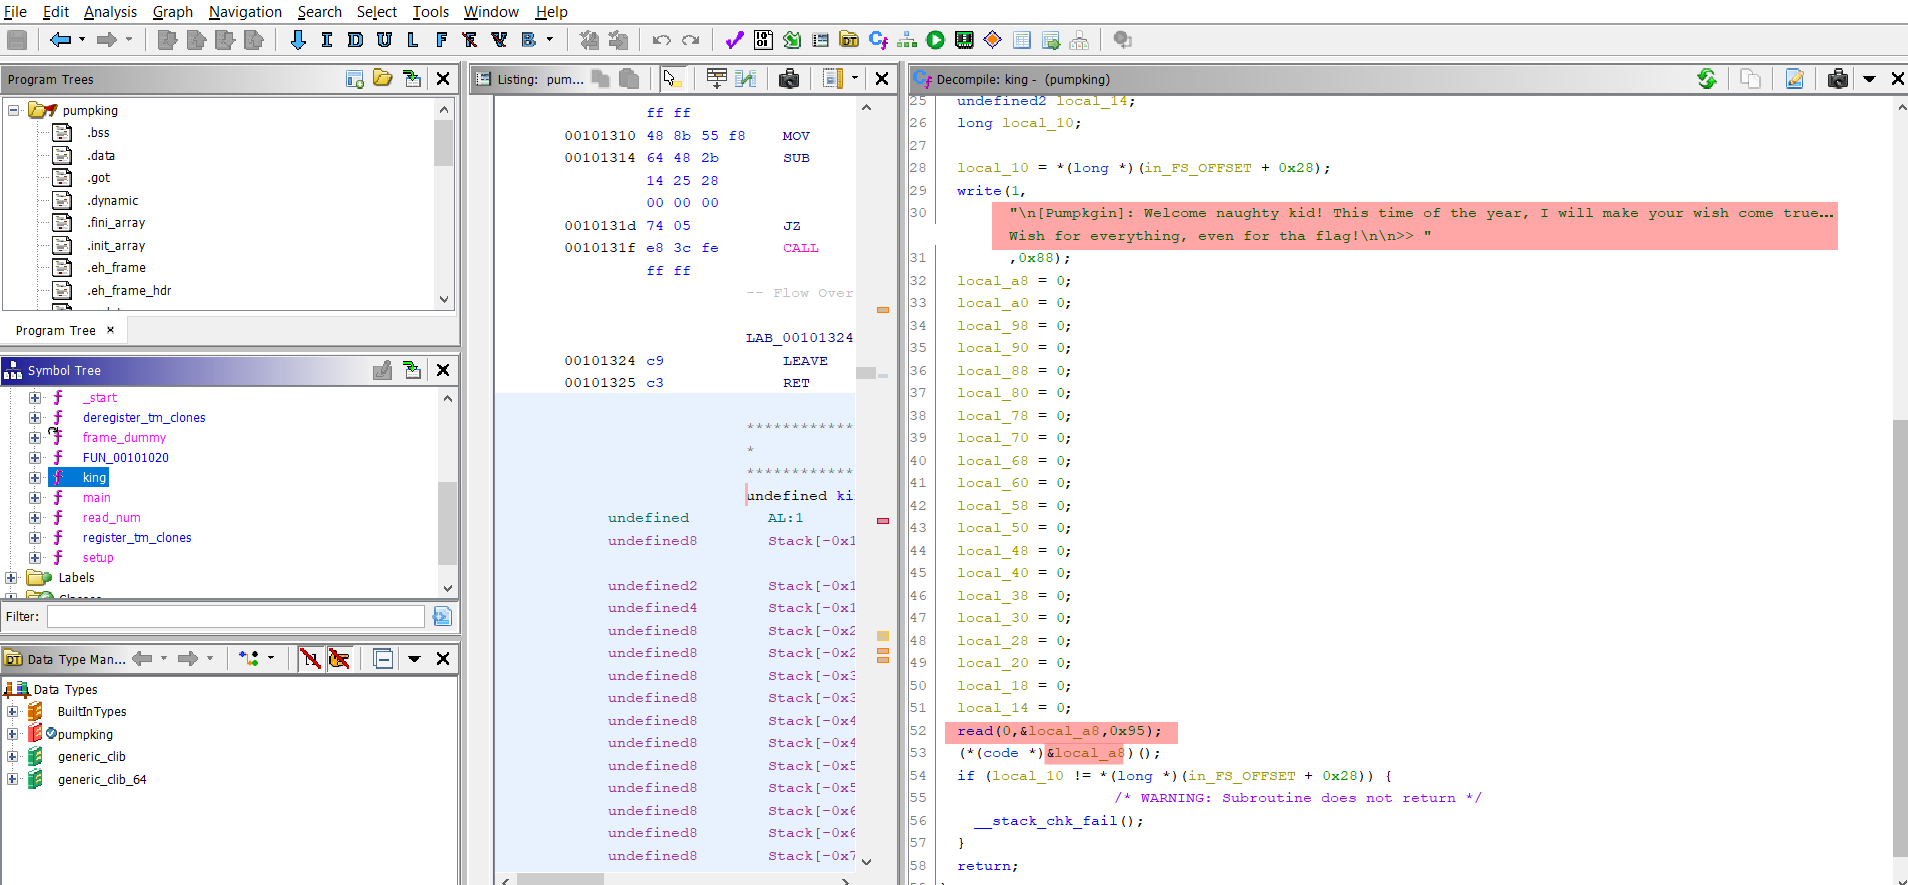 File Edit Analysis Graph Navigation Search Select Tools Window Help
I D U L F V B
Program Trees
pumpking
.bss
.data
.got
.dynamic
.fini_array
.init_array
.eh_frame
.eh_frame_hdr
Program Tree
Symbol Tree
_start
deregister_tm_clones
frame_dummy
FUN_00101020
king
main
read_num
register_tm_clones
setup
Labels
Filter:
Data Type Man...
Data Types
BuiltInTypes
pumpking
generic_clib
generic_clib_64
Listing: pum...
ff ff
00101310 48 8b 55 f8 MOV
00101314 64 48 2b SUB
14 25 28
00 00 00
0010131d 74 05 JZ
0010131f e8 3c fe CALL
ff ff
-- Flow Over
LAB_00101324
00101324 c9 LEAVE
00101325 c3 RET
************
*
************
undefined ki
undefined AL:1
undefined8 Stack[-0x1
undefined2 Stack[-0x1
undefined4 Stack[-0x1
undefined8 Stack[-0x2
undefined8 Stack[-0x2
undefined8 Stack[-0x3
undefined8 Stack[-0x3
undefined8 Stack[-0x4
undefined8 Stack[-0x4
undefined8 Stack[-0x5
undefined8 Stack[-0x5
undefined8 Stack[-0x6
undefined8 Stack[-0x6
undefined8 Stack[-0x7
Decompile: king - (pumpking)
25 undefined2 local_14;
26 long local_10;
27
28 local_10 = *(long *)(in_FS_OFFSET + 0x28);
29 write(1,
30 "\n[Pumpkgin]: Welcome naughty kid! This time of the year, I will make your wish come true...
Wish for everything, even for tha flag!\n\n>> "
31 ,0x88);
32 local_a8 = 0;
33 local_a0 = 0;
34 local_98 = 0;
35 local_90 = 0;
36 local_88 = 0;
37 local_80 = 0;
38 local_78 = 0;
39 local_70 = 0;
40 local_68 = 0;
41 local_60 = 0;
42 local_58 = 0;
43 local_50 = 0;
44 local_48 = 0;
45 local_40 = 0;
46 local_38 = 0;
47 local_30 = 0;
48 local_28 = 0;
49 local_20 = 0;
50 local_18 = 0;
51 local_14 = 0;
52 read(0,&local_a8,0x95);
53 (*(code *)&local_a8)();
54 if (local_10 != *(long *)(in_FS_OFFSET + 0x28)) {
55 /* WARNING: Subroutine does not return */
56 __stack_chk_fail();
57 }
58 return;